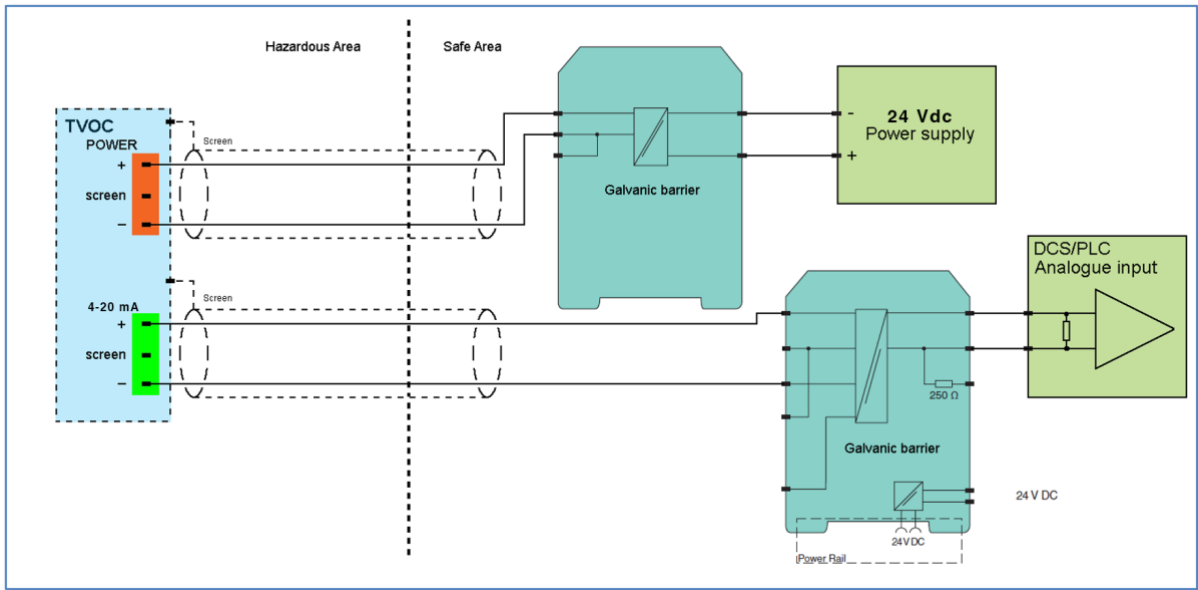 Hazardous Area
Safe Area
TVOC
POWER
+
screen
−
Screen
Galvanic barrier
24 Vdc
Power supply
-
+
4-20 mA
+
screen
−
Screen
DCS/PLC
Analogue input
250 Ω
Galvanic barrier
24 V DC
24V DC
Power Rail